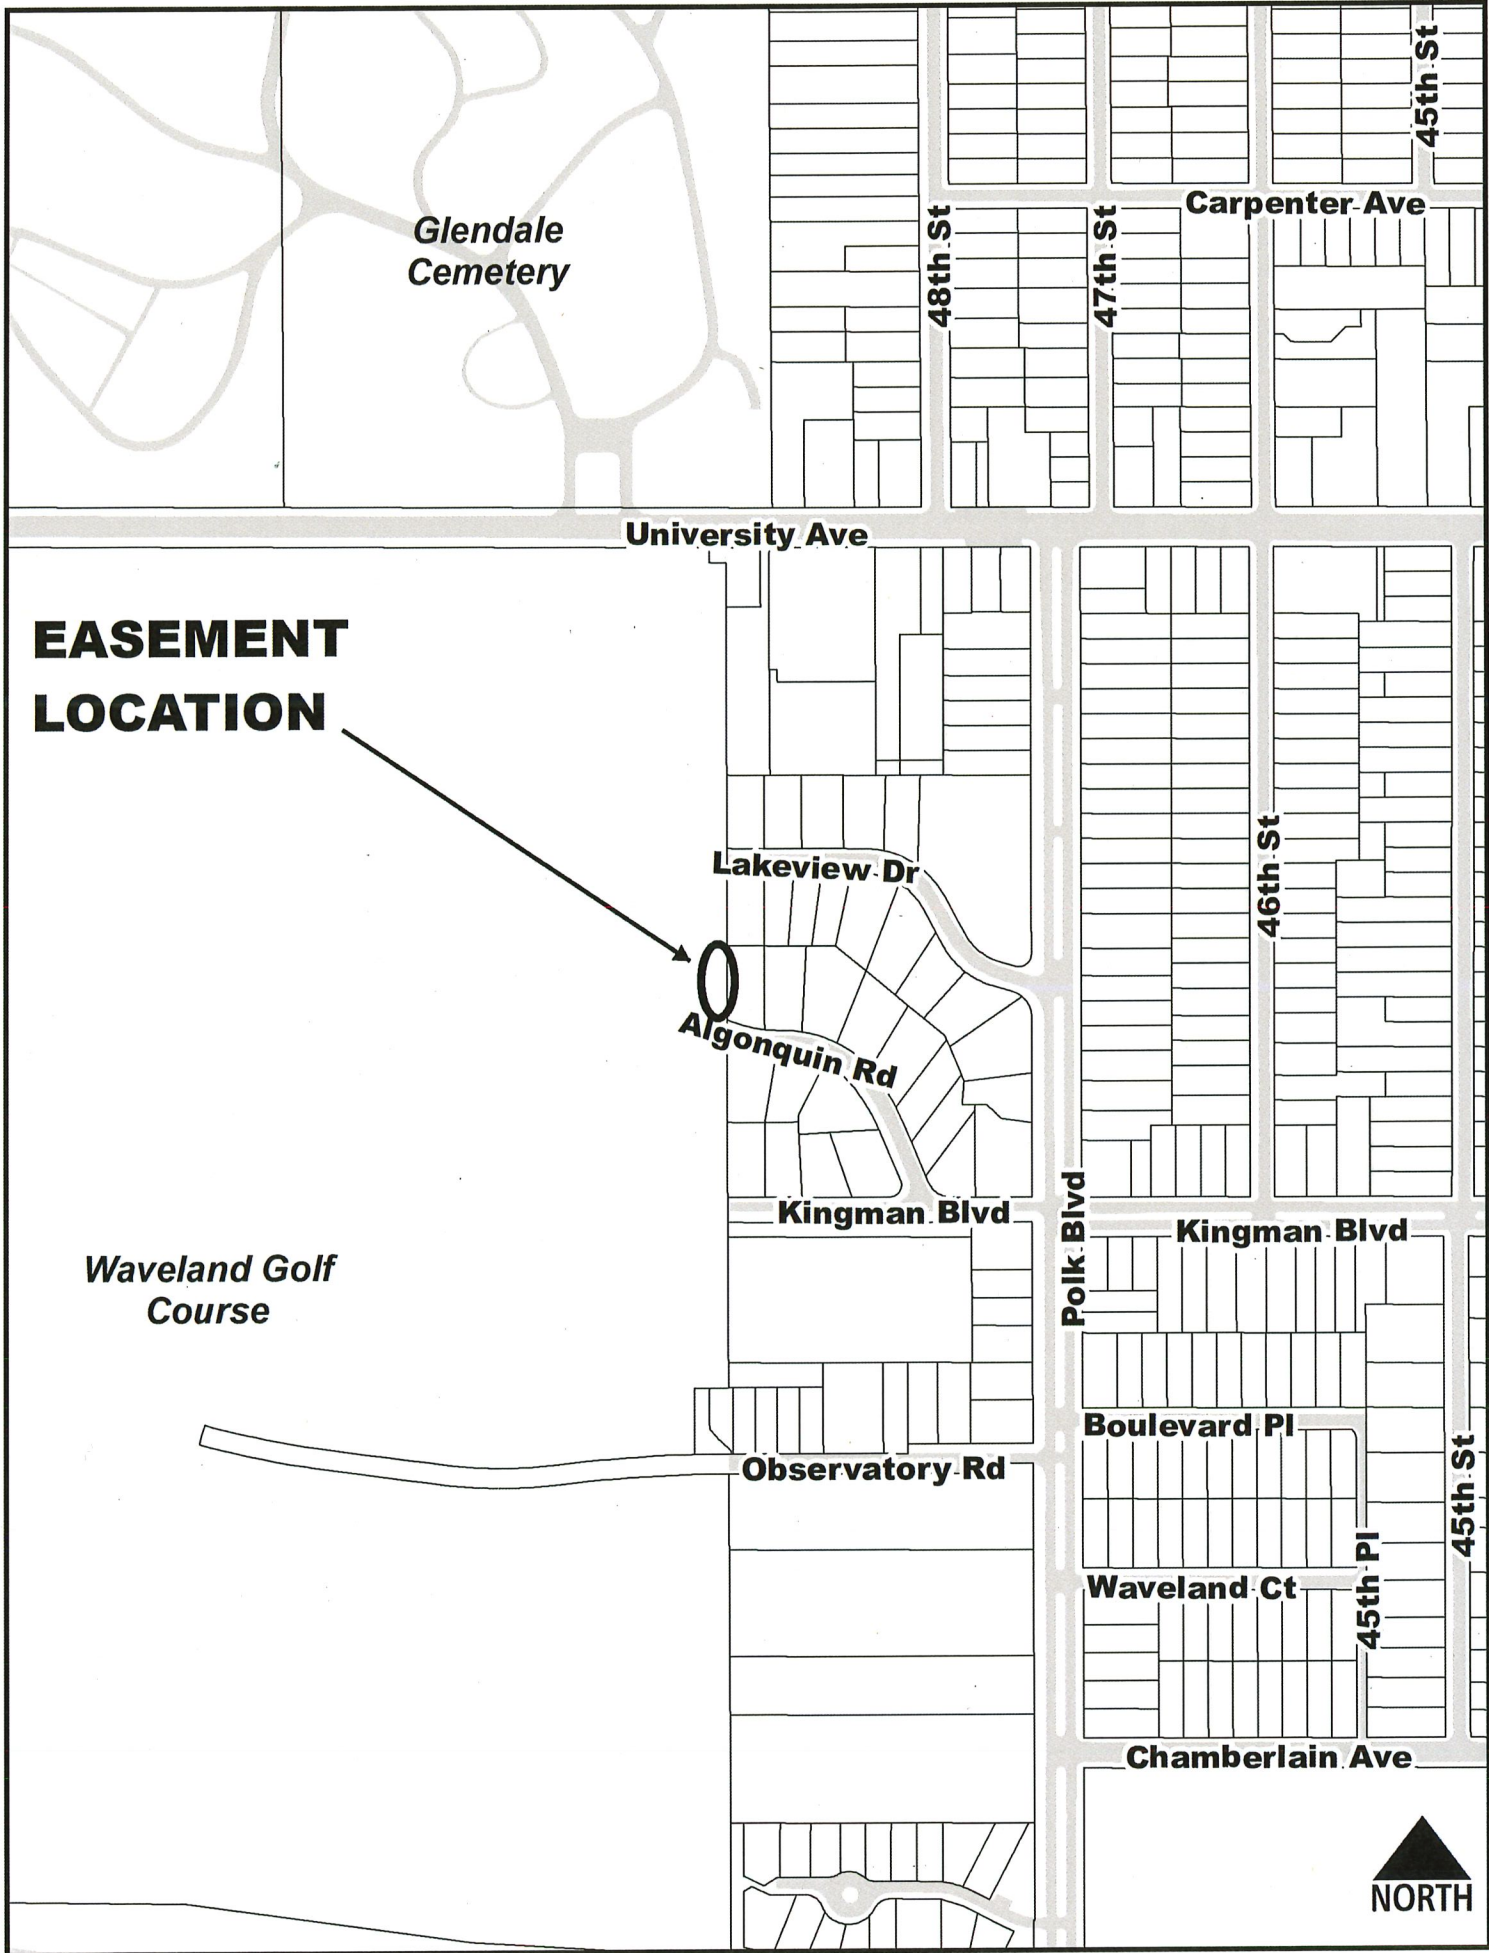 45th St
Carpenter Ave
Glendale
Cemetery
48th St
47th St
University Ave
EASEMENT
LOCATION
Lakeview Dr
46th St
Algonquin Rd
Kingman Blvd
Polk Blvd
Kingman Blvd
Waveland Golf
Course
Boulevard Pl
Observatory Rd
45th St
45th Pl
Waveland Ct
Chamberlain Ave
NORTH